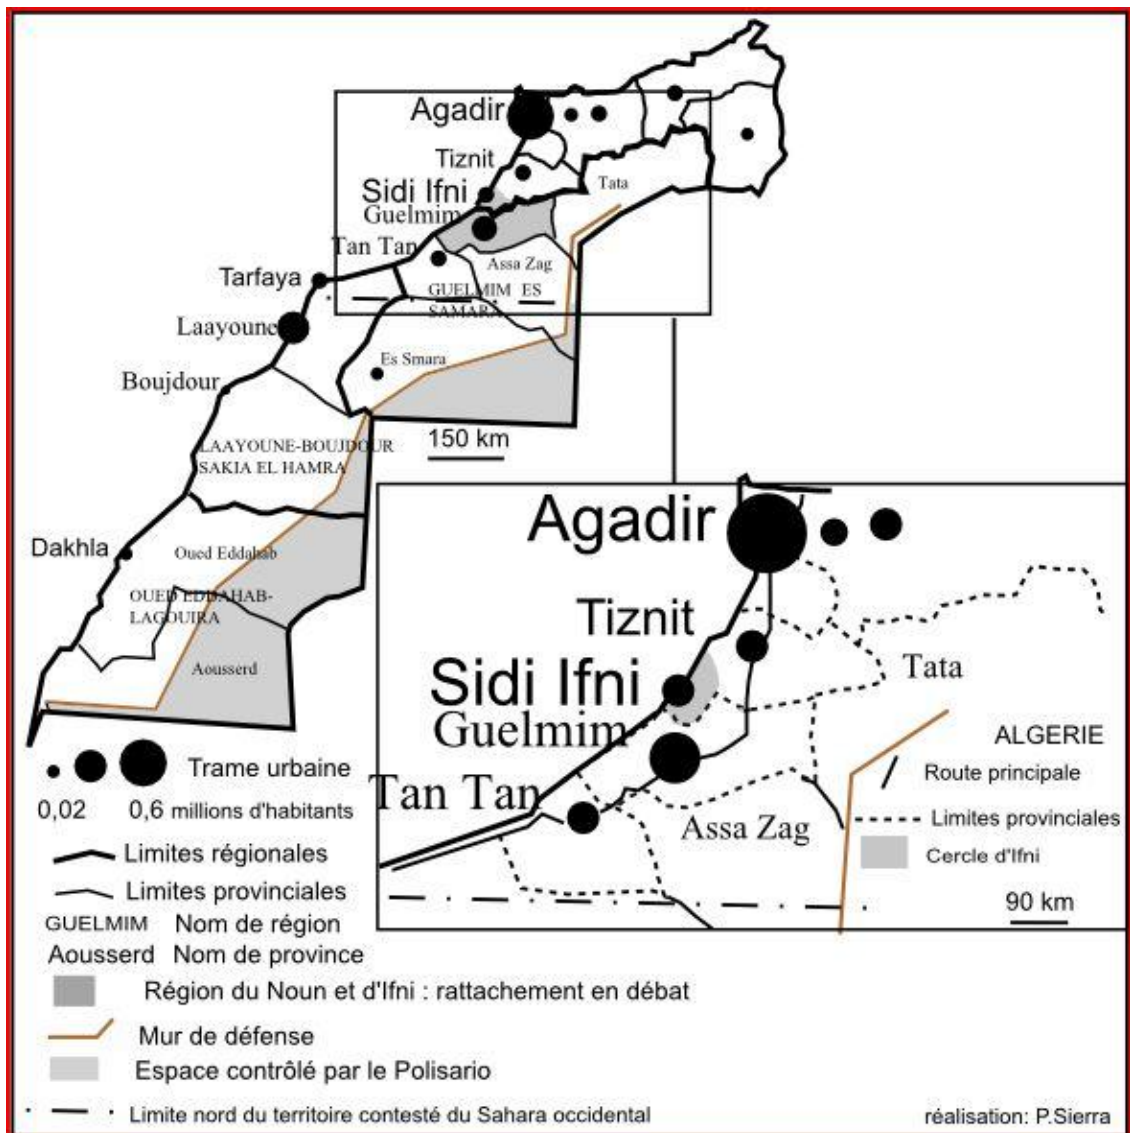 Agadir
Tiznit
Sidi Ifni
Tata
Guelmim
Tan Tan
Assa Zag
Tarfaya
GUELMIM ES
SAMARA
Laayoune
Es Smara
Boujdour
150 km
LAAYOUNE-BOUJDOUR
SAKIA EL HAMRA
Dakhla
Oued Eddahab
OUED EDDAHAB-
LAGOUIRA
Aousserd
Agadir
Tiznit
Sidi Ifni
Tata
Guelmim
ALGERIE
Tan Tan
Route principale
Assa Zag
Limites provinciales
Cercle d'Ifni
90 km
Trame urbaine
0,02 0,6 millions d'habitants
Limites régionales
Limites provinciales
GUELMIM Nom de région
Aousserd Nom de province
Région du Noun et d'Ifni : rattachement en débat
Mur de défense
Espace contrôlé par le Polisario
Limite nord du territoire contesté du Sahara occidental
réalisation: P.Sierra